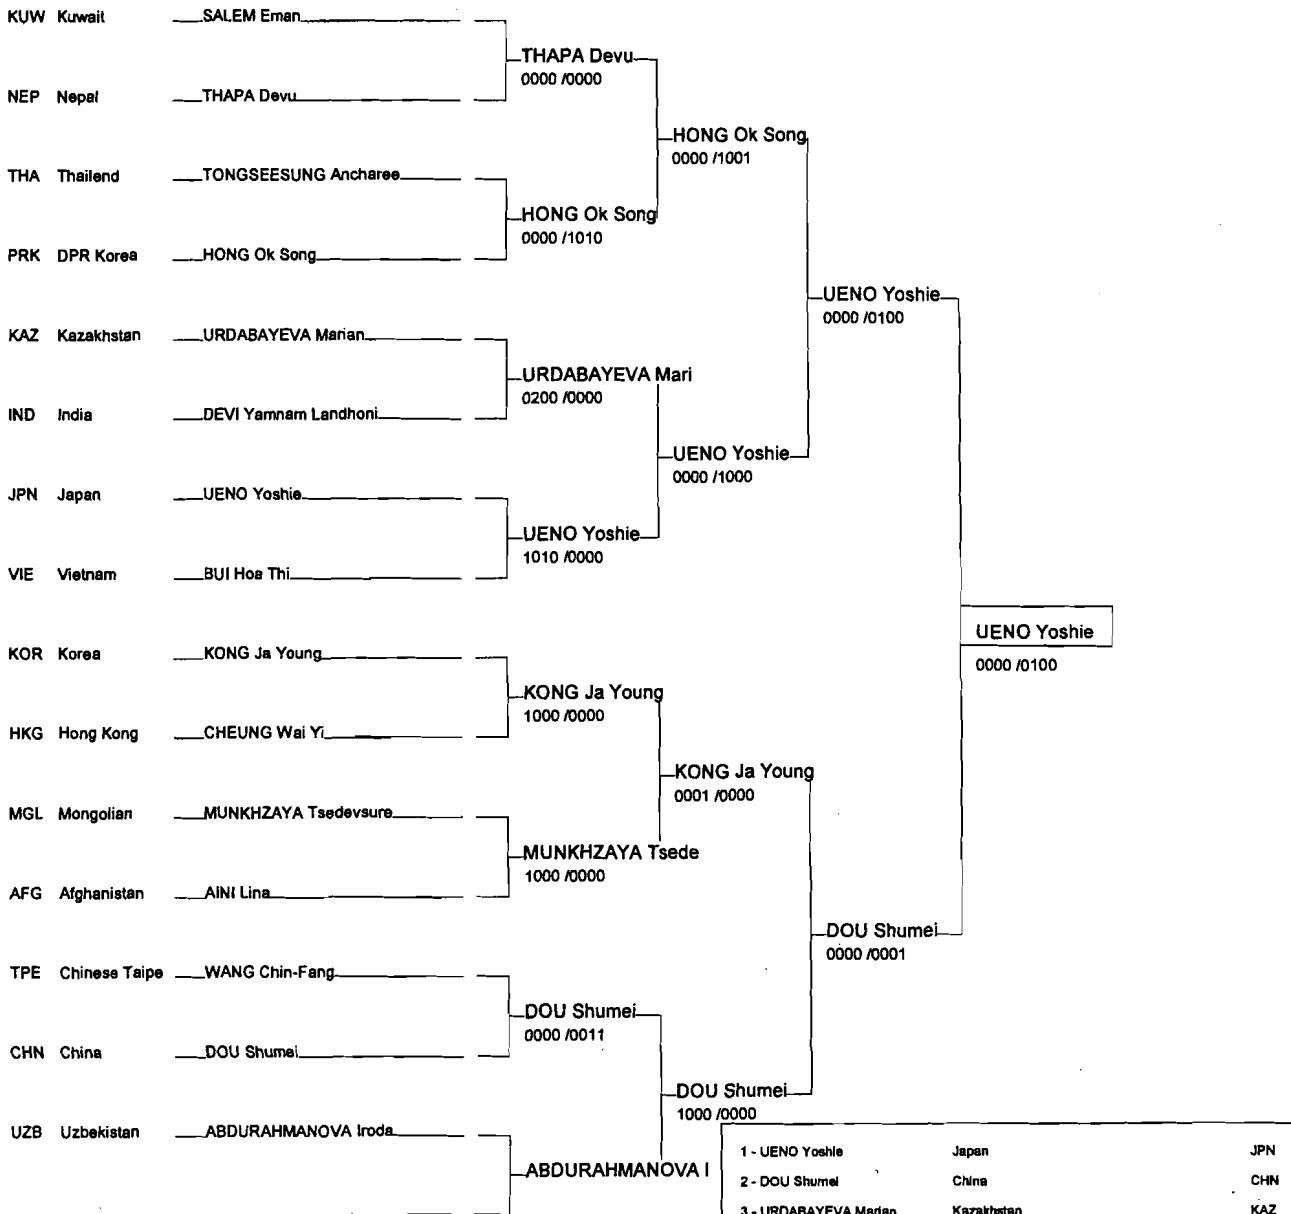 KUW Kuwait SALEM Eman
THAPA Devu
0000 /0000
NEP Nepal THAPA Devu
HONG Ok Song
0000 /1001
THA Thailend TONGSEESUNG Ancharee
HONG Ok Song
0000 /1010
PRK DPR Korea HONG Ok Song
UENO Yoshie
0000 /0100
KAZ Kazakhstan URDABAYEVA Marian
URDABAYEVA Mari
0200 /0000
IND India DEVI Yamnam Landhoni
UENO Yoshie
0000 /1000
JPN Japan UENO Yoshie
UENO Yoshie
1010 /0000
VIE Vietnam BUI Hoa Thi
UENO Yoshie
0000 /0100
KOR Korea KONG Ja Young
KONG Ja Young
1000 /0000
HKG Hong Kong CHEUNG Wai Yi
KONG Ja Young
0001 /0000
MGL Mongolian MUNKHZAYA Tsedevsure
MUNKHZAYA Tsede
1000 /0000
AFG Afghanistan AINI Lina
DOU Shumei
0000 /0001
TPE Chinese Taipe WANG Chin-Fang
DOU Shumei
0000 /0011
CHN China DOU Shumei
DOU Shumei
1000 /0000
UZB Uzbekistan ABDURAHMANOVA Iroda
ABDURAHMANOVA I
1 - UENO Yoshie Japan JPN
2 - DOU Shumei China CHN
3 - URDABAYEVA Marian Kazakhstan KAZ